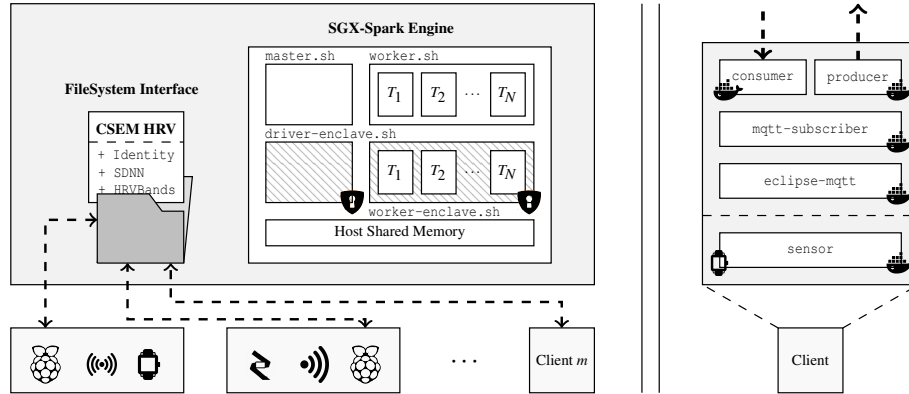 SGX-Spark Engine
master.sh
worker.sh
T1
T2
...
TN
driver-enclave.sh
T1
T2
...
TN
worker-enclave.sh
Host Shared Memory
FileSystem Interface
CSEM HRV
+ Identity
+ SDNN
+ HRVBands
...
Client m
consumer
producer
mqtt-subscriber
eclipse-mqtt
sensor
Client